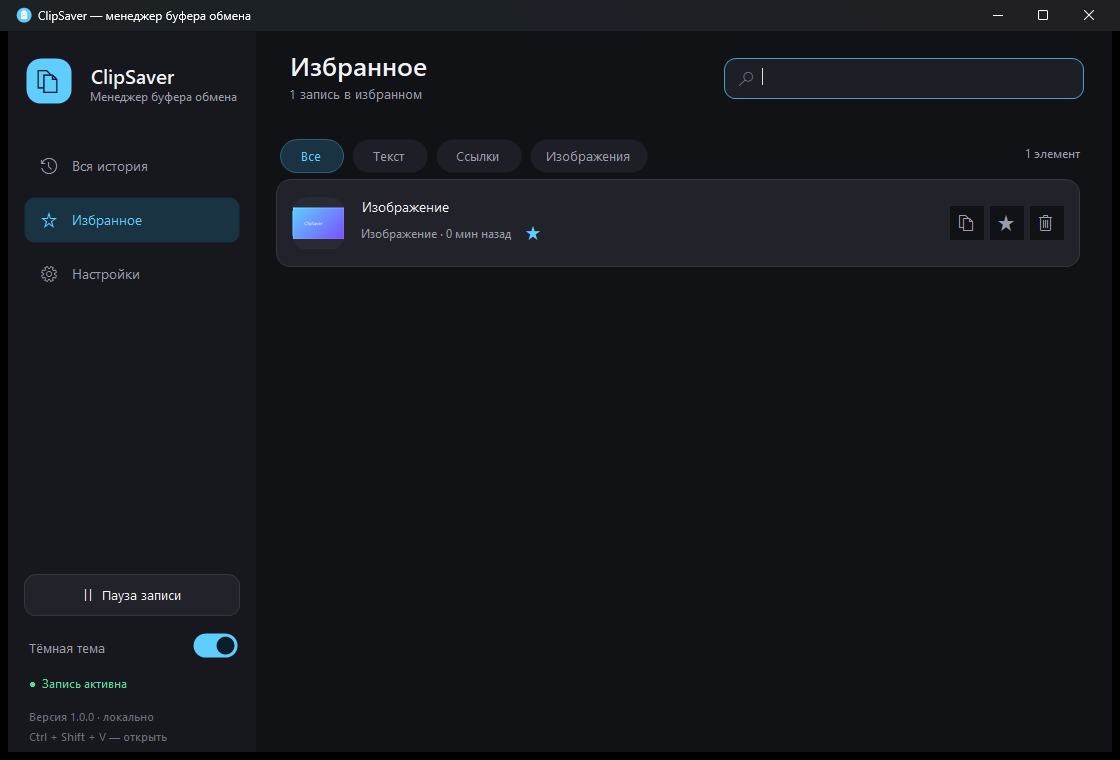 ClipSaver — менеджер буфера обмена
ClipSaver
Менеджер буфера обмена
Вся история
Избранное
Настройки
Пауза записи
Тёмная тема
Запись активна
Версия 1.0.0 · локально
Ctrl + Shift + V — открыть
Избранное
1 запись в избранном
Все
Текст
Ссылки
Изображения
1 элемент
ClipSaver
Изображение
Изображение · 0 мин назад